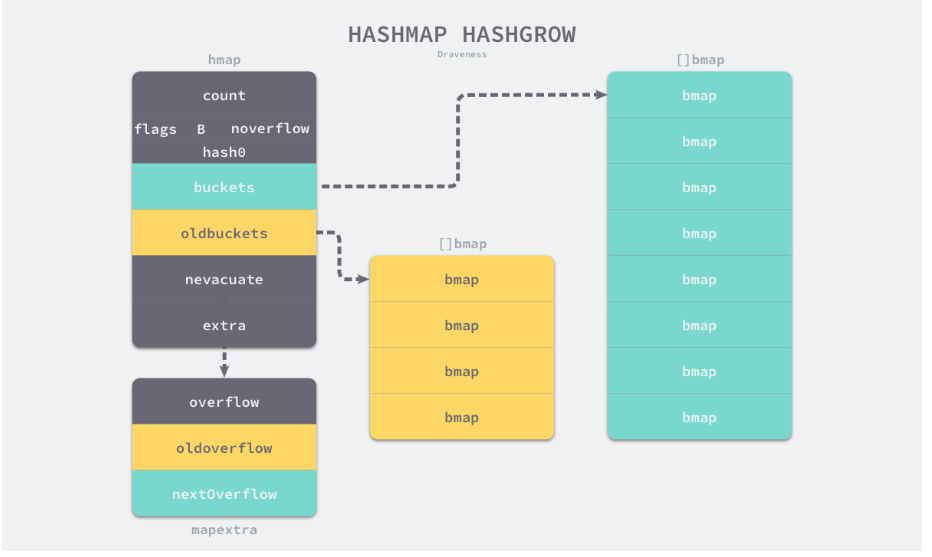 HASHMAP HASHGROW
Draveness
hmap
count
flags B noverflow
hash0
buckets
oldbuckets
nevacuate
extra
overflow
oldoverflow
nextOverflow
mapextra
[]bmap
bmap
bmap
bmap
bmap
[]bmap
bmap
bmap
bmap
bmap
bmap
bmap
bmap
bmap